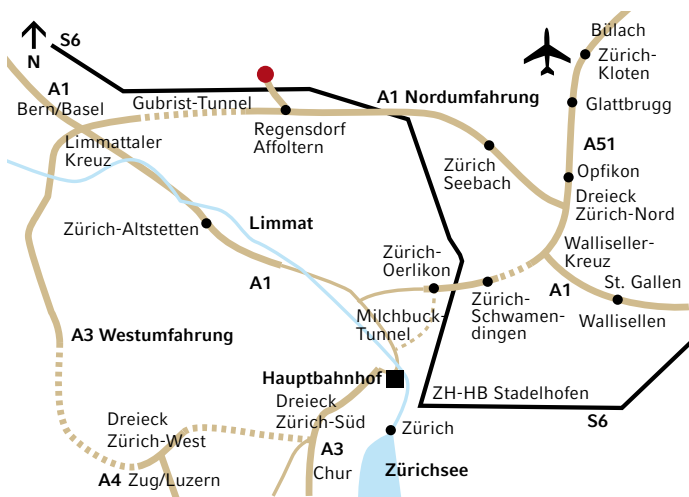 S6
N
A1
Bern/Basel
Gubrist-Tunnel
Limmattaler
Kreuz
Regensdorf
Affoltern
A1 Nordumfahrung
Bülach
Zürich-
Kloten
Glattbrugg
A51
Opfikon
Zürich
Seebach
Dreieck
Zürich-Nord
Zürich-Altstetten
Limmat
A1
Zürich-
Oerlikon
Walliseller-
Kreuz
Zürich-
Schwamen-
dingen
A1
St. Gallen
Wallisellen
Milchbuck-
Tunnel
A3 Westumfahrung
Hauptbahnhof
ZH-HB Stadelhofen
S6
Dreieck
Zürich-Süd
Dreieck
Zürich-West
A3
Chur
Zürich
Zürichsee
A4 Zug/Luzern